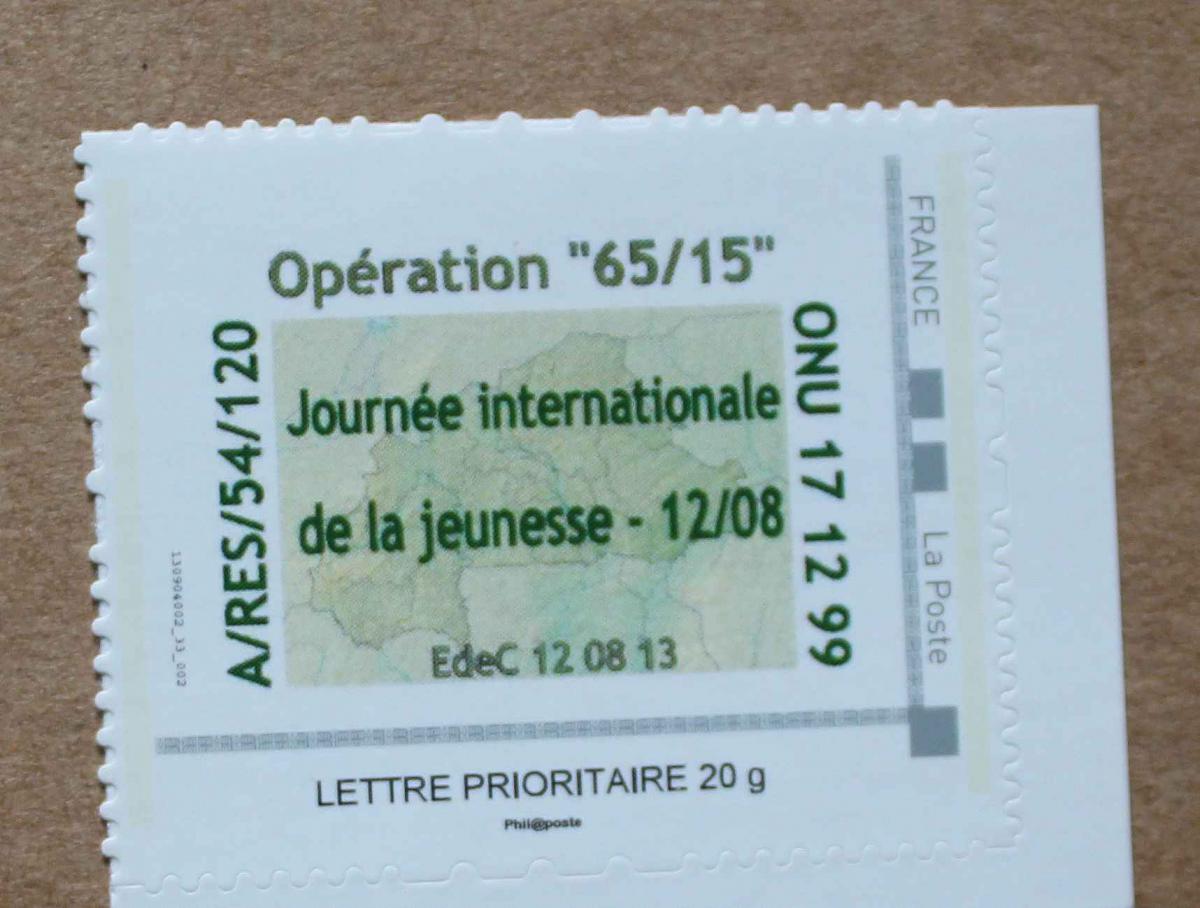 Opération "65/15"
A/RES/54/120
Journée internationale
de la jeunesse - 12/08
EdeC 12 08 13
ONU 17 12 99
FRANCE
La Poste
130904002_33_002
LETTRE PRIORITAIRE 20 g
Phil@poste